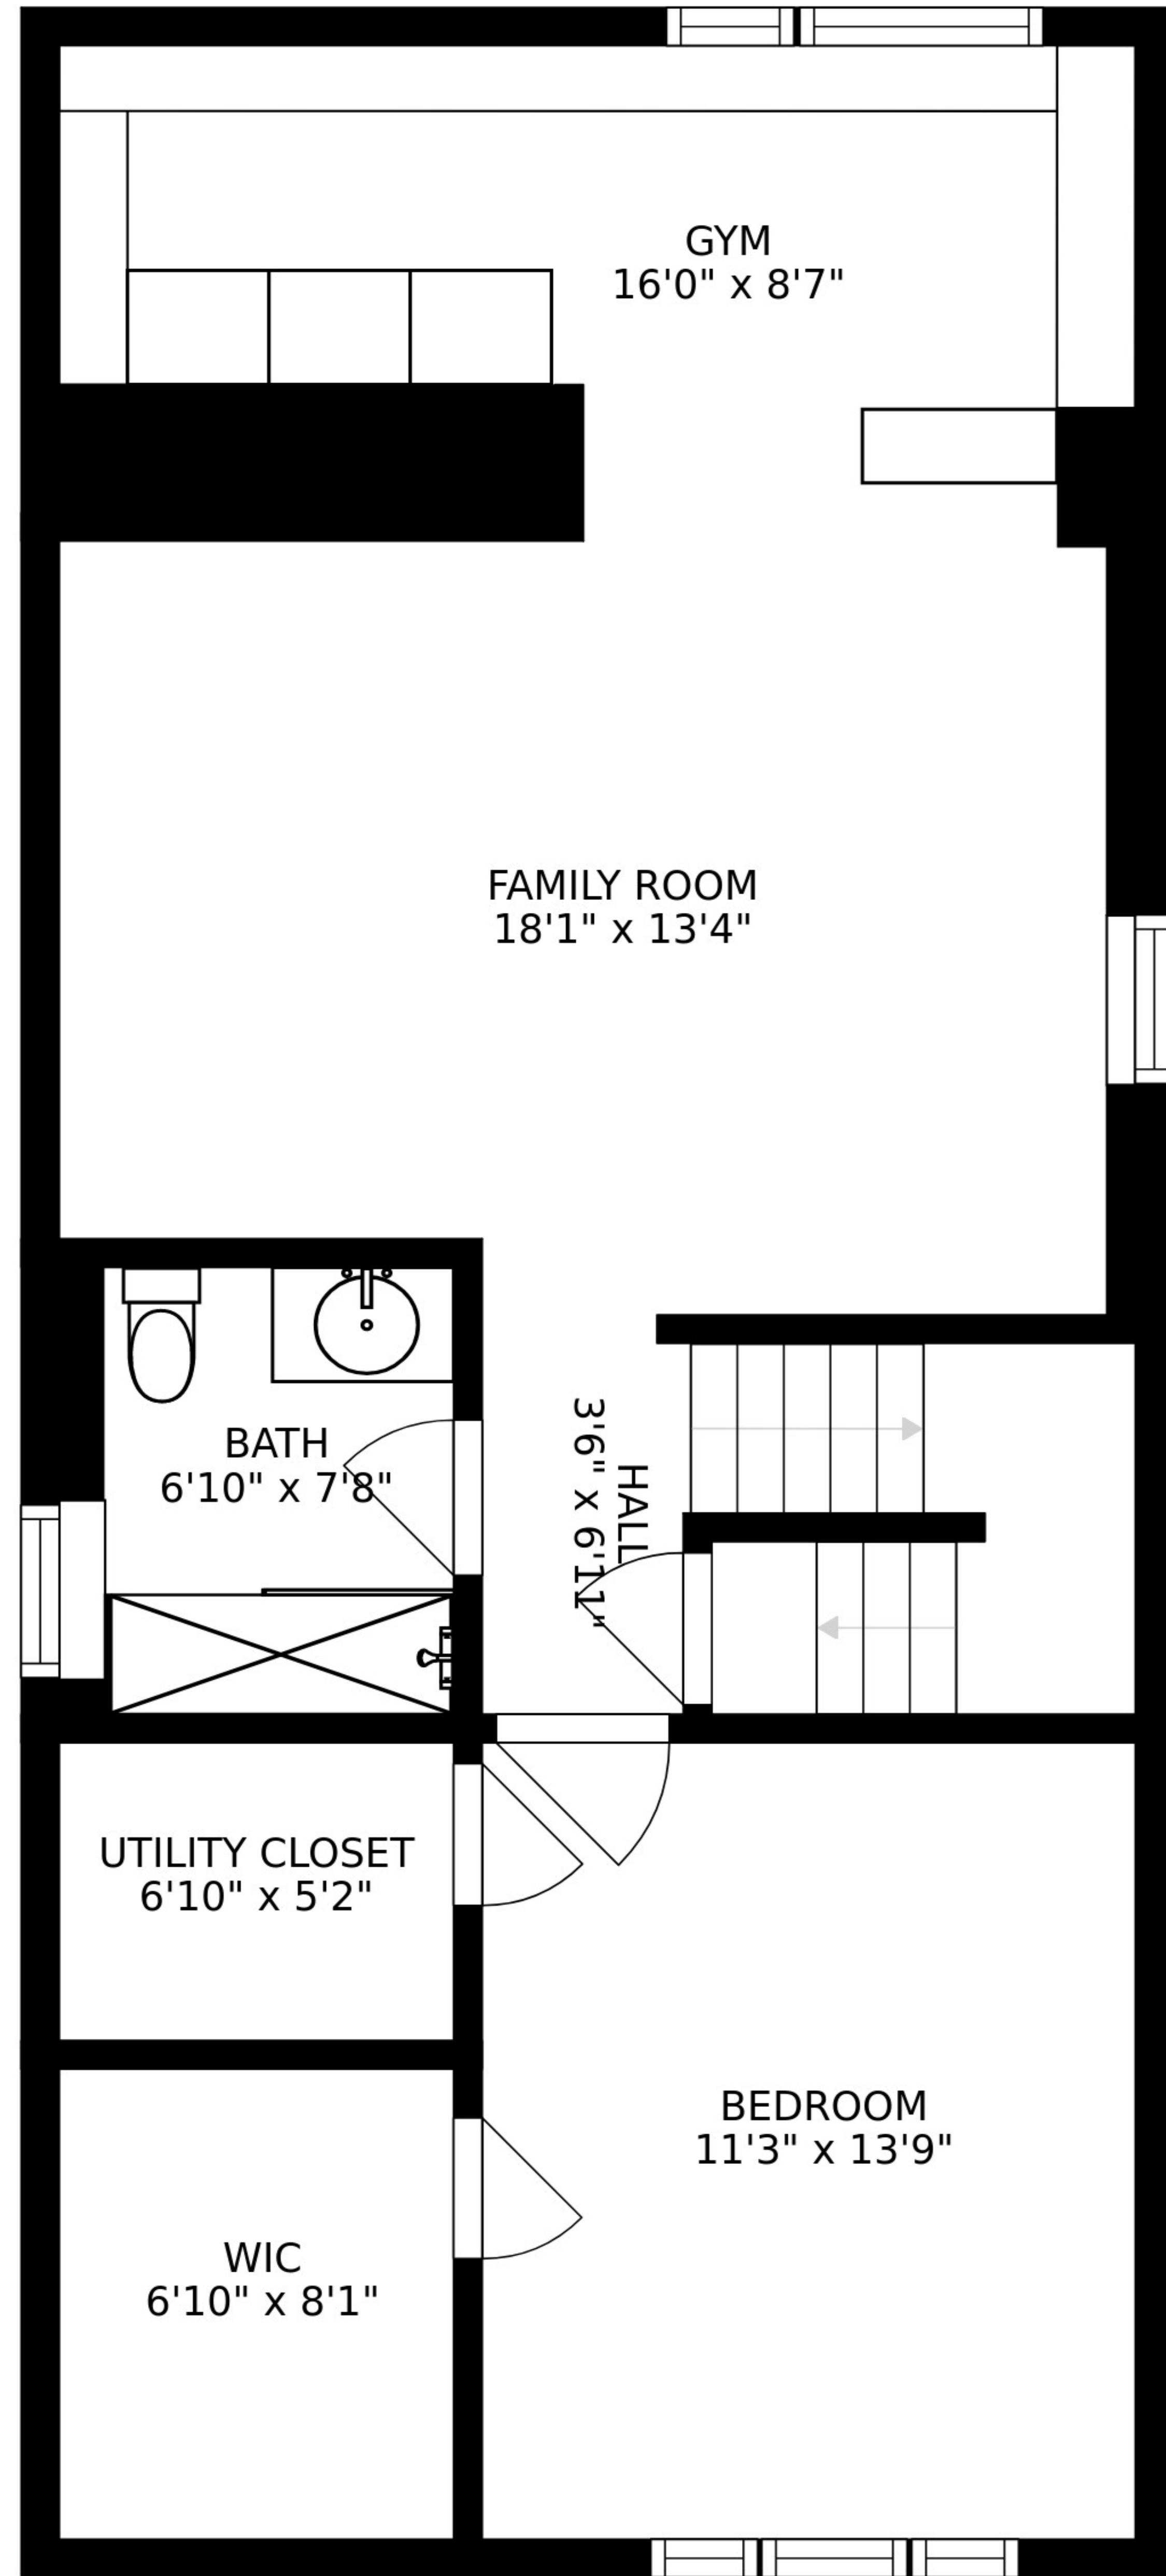 GYM
16'0" x 8'7"
FAMILY ROOM
18'1" x 13'4"
BATH
6'10" x 7'8"
HALL
3'6" x 6'11"
UTILITY CLOSET
6'10" x 5'2"
BEDROOM
11'3" x 13'9"
WIC
6'10" x 8'1"